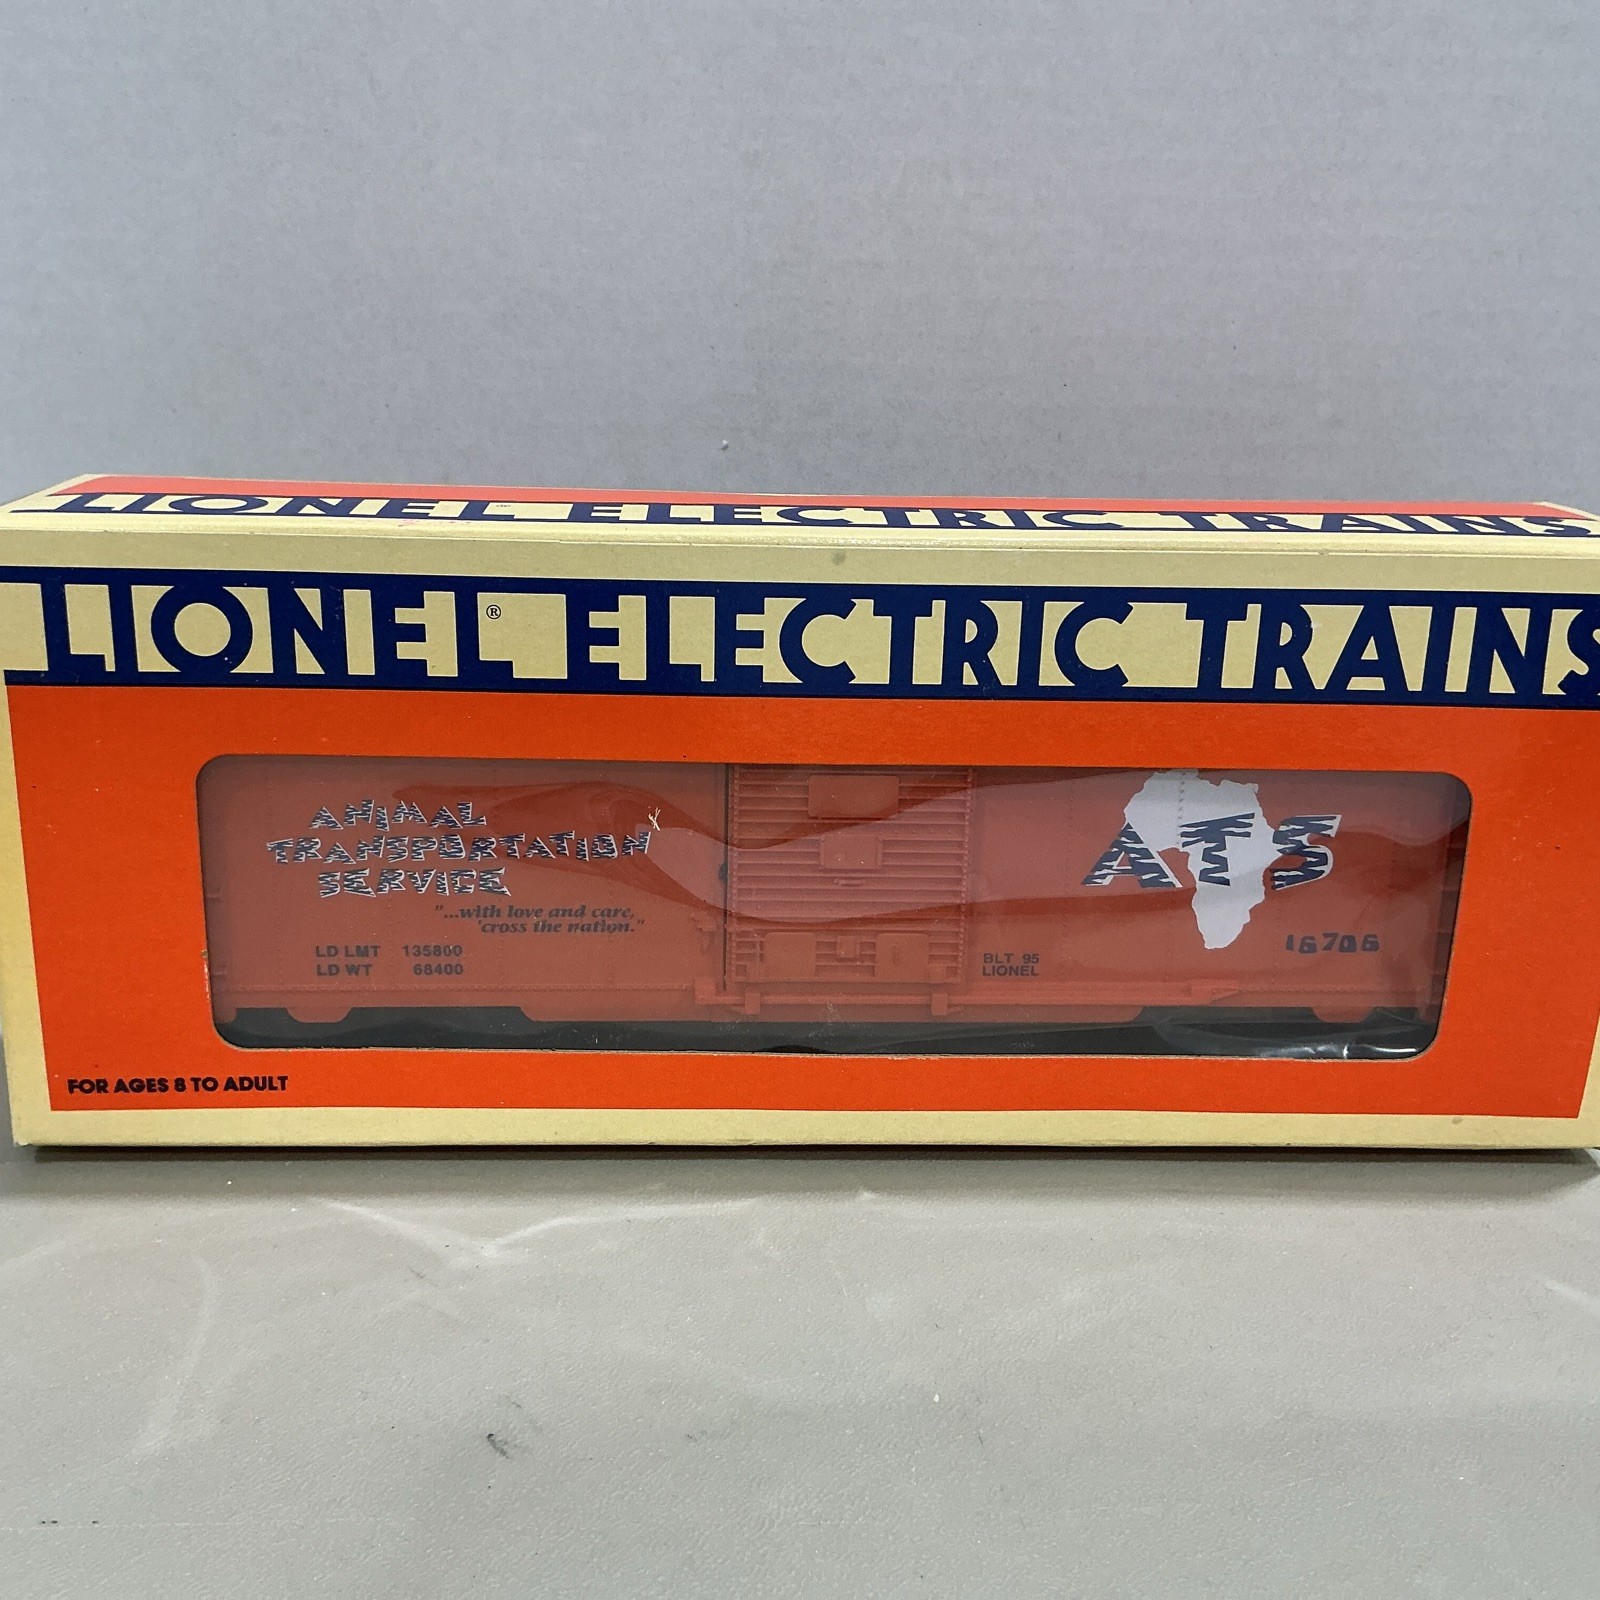 LIONEL® ELECTRIC TRAINS
LIONEL® ELECTRIC TRAINS
ANIMAL
TRANSPORTATION
SERVICE
"...with love and care,
'cross the nation."
LD LMT 135800
LD WT 68400
ATS
BLT 95
LIONEL
16706
FOR AGES 8 TO ADULT